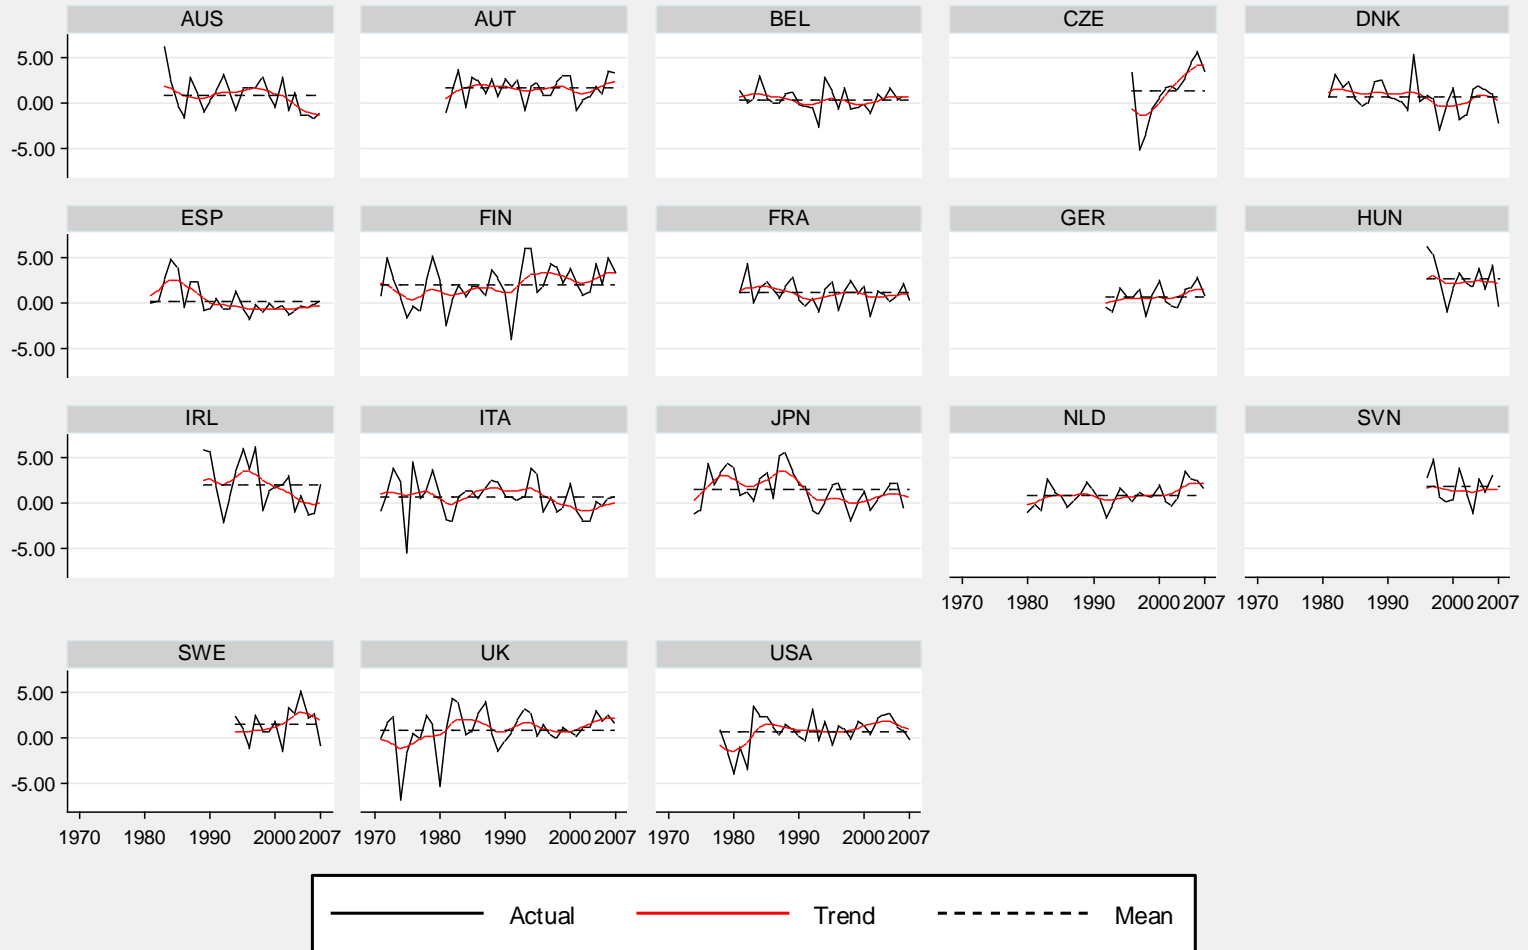 AUS AUT BEL CZE DNK
5.00
0.00
-5.00
ESP FIN FRA GER HUN
5.00
0.00
-5.00
IRL ITA JPN NLD SVN
5.00
0.00
-5.00
1970 1980 1990 2000 2007 1970 1980 1990 2000 2007
SWE UK USA
5.00
0.00
-5.00
1970 1980 1990 2000 2007 1970 1980 1990 2000 2007 1970 1980 1990 2000 2007
Actual Trend Mean